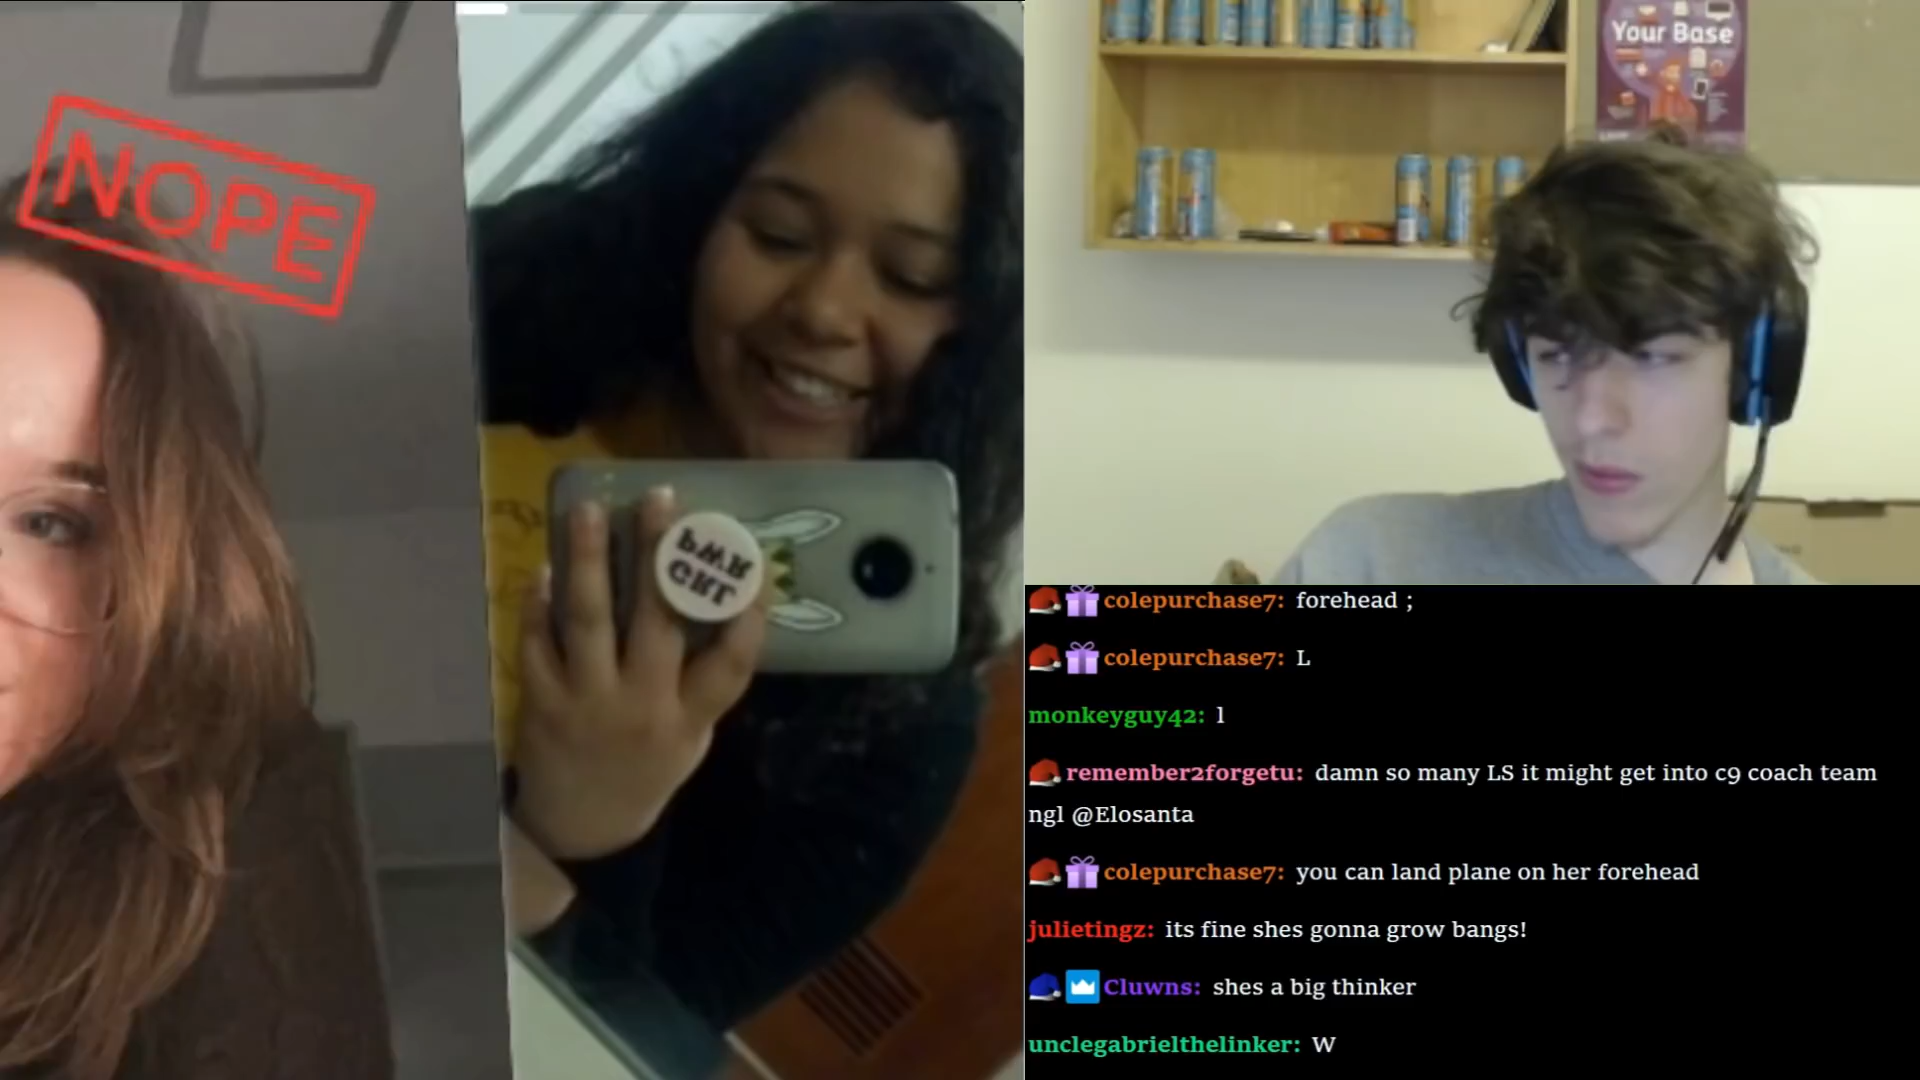 NOPE
Your Base
GRL
PWR
colepurchase7: forehead ;
colepurchase7: L
monkeyguy42: l
remember2forgetu: damn so many LS it might get into c9 coach team
ngl @Elosanta
colepurchase7: you can land plane on her forehead
julietingz: its fine shes gonna grow bangs!
Cluwns: shes a big thinker
unclegabrielthelinker: W